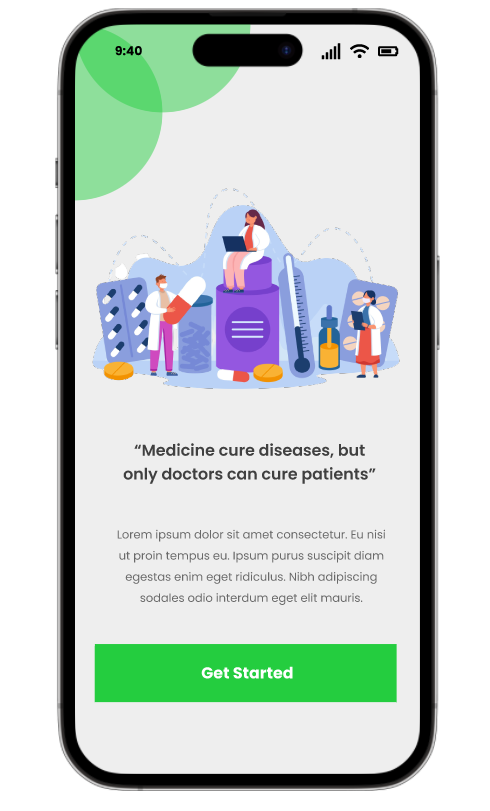 9:40
“Medicine cure diseases, but
only doctors can cure patients”
Lorem ipsum dolor sit amet consectetur. Eu nisi
ut proin tempus eu. Ipsum purus suscipit diam
egestas enim eget ridiculus. Nibh adipiscing
sodales odio interdum eget elit mauris.
Get Started